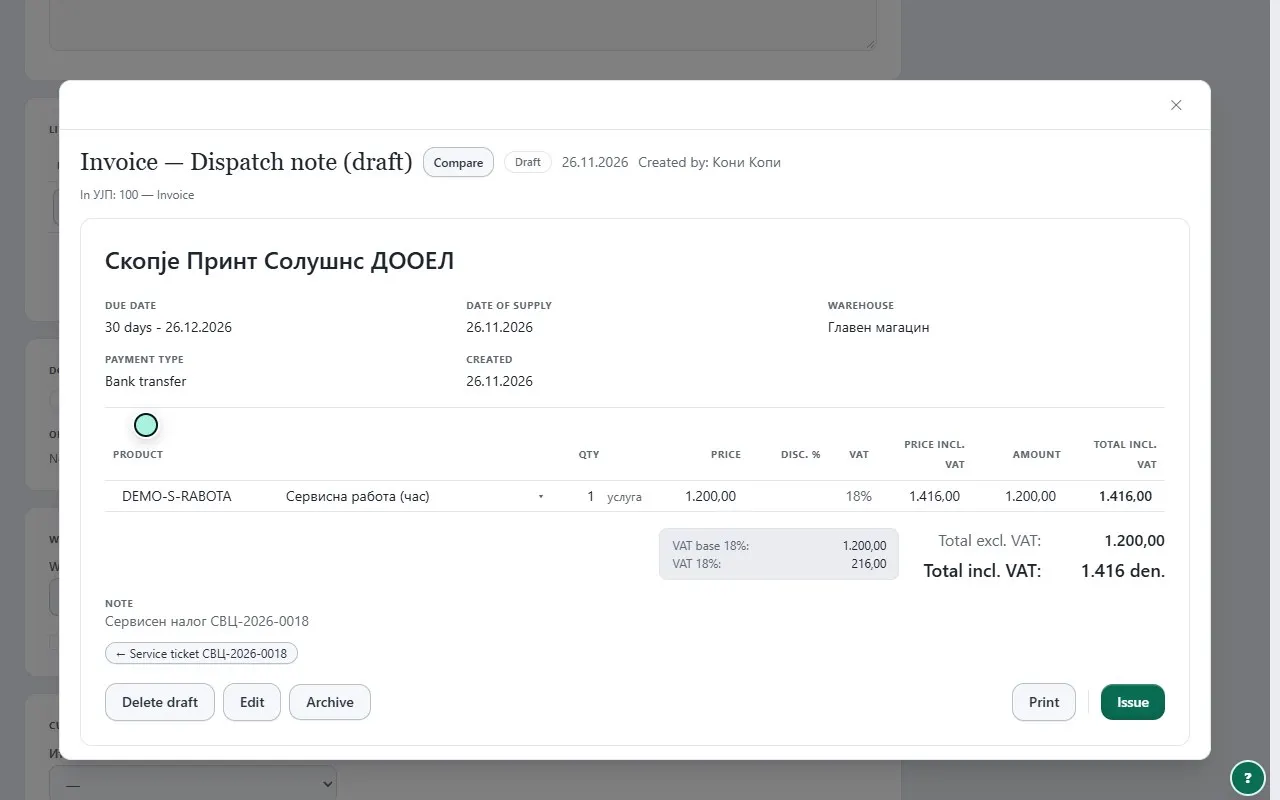 Invoice — Dispatch note (draft) Compare Draft 26.11.2026 Created by: Кони Копи
In УЈП: 100 — Invoice
Скопје Принт Солушнс ДООЕЛ
DUE DATE DATE OF SUPPLY WAREHOUSE
30 days - 26.12.2026 26.11.2026 Главен магацин
PAYMENT TYPE CREATED
Bank transfer 26.11.2026
PRODUCT QTY PRICE DISC. % VAT PRICE INCL. VAT AMOUNT TOTAL INCL. VAT
DEMO-S-RABOTA Сервисна работа (час) 1 услуга 1.200,00 18% 1.416,00 1.200,00 1.416,00
VAT base 18%: 1.200,00 Total excl. VAT: 1.200,00
VAT 18%: 216,00 Total incl. VAT: 1.416 den.
NOTE
Сервисен налог СВЦ-2026-0018
← Service ticket СВЦ-2026-0018
Delete draft Edit Archive Print Issue
?